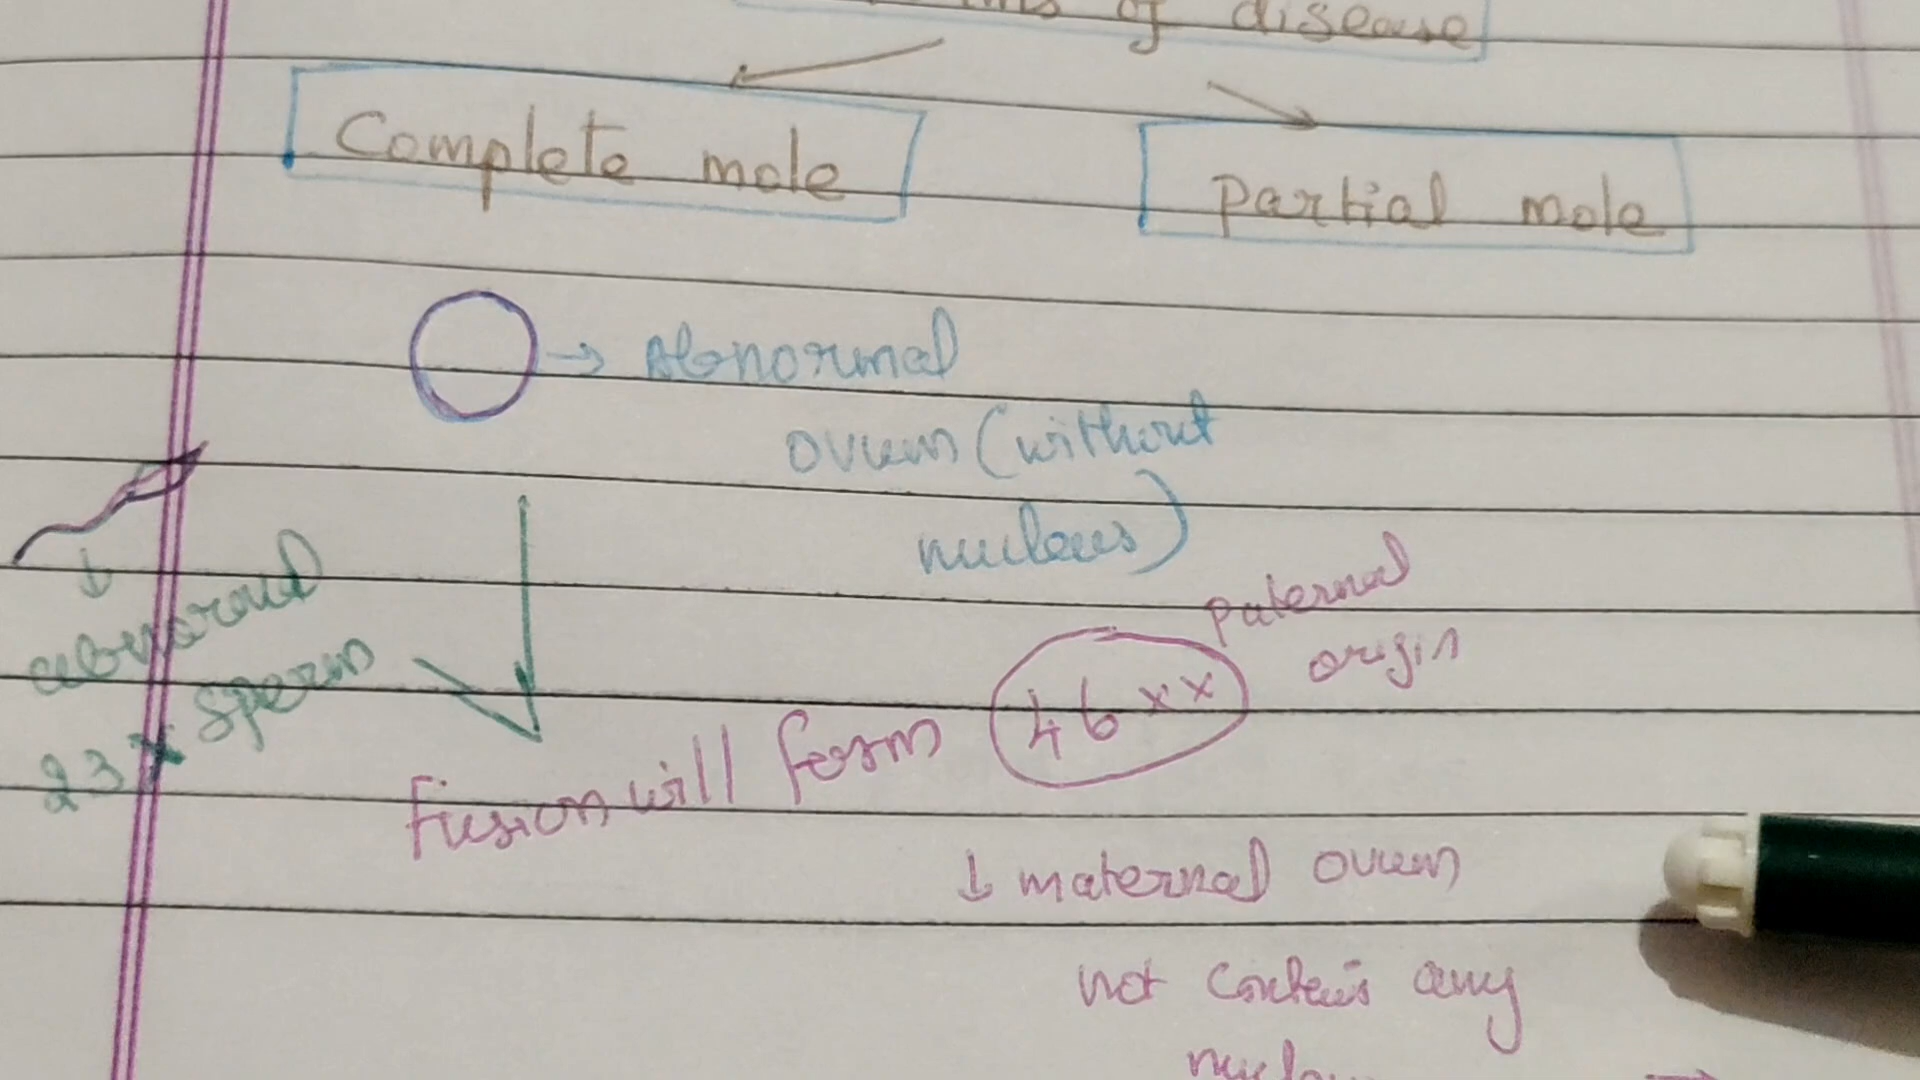 of disease
Complete mole
Partial mole
→ Abnormal
ovum (without
nucleus)
↓
abnormal
sperm
23 X
paternal
origin
fusion will form 46 XX
↓ maternal ovum
not contains any